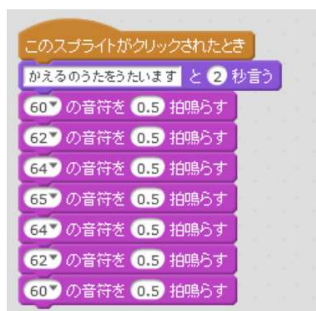 このスプライトがクリックされたとき
かえるのうたをうたいます と 2 秒言う
60 の音符を 0.5 拍鳴らす
62 の音符を 0.5 拍鳴らす
64 の音符を 0.5 拍鳴らす
65 の音符を 0.5 拍鳴らす
64 の音符を 0.5 拍鳴らす
62 の音符を 0.5 拍鳴らす
60 の音符を 0.5 拍鳴らす